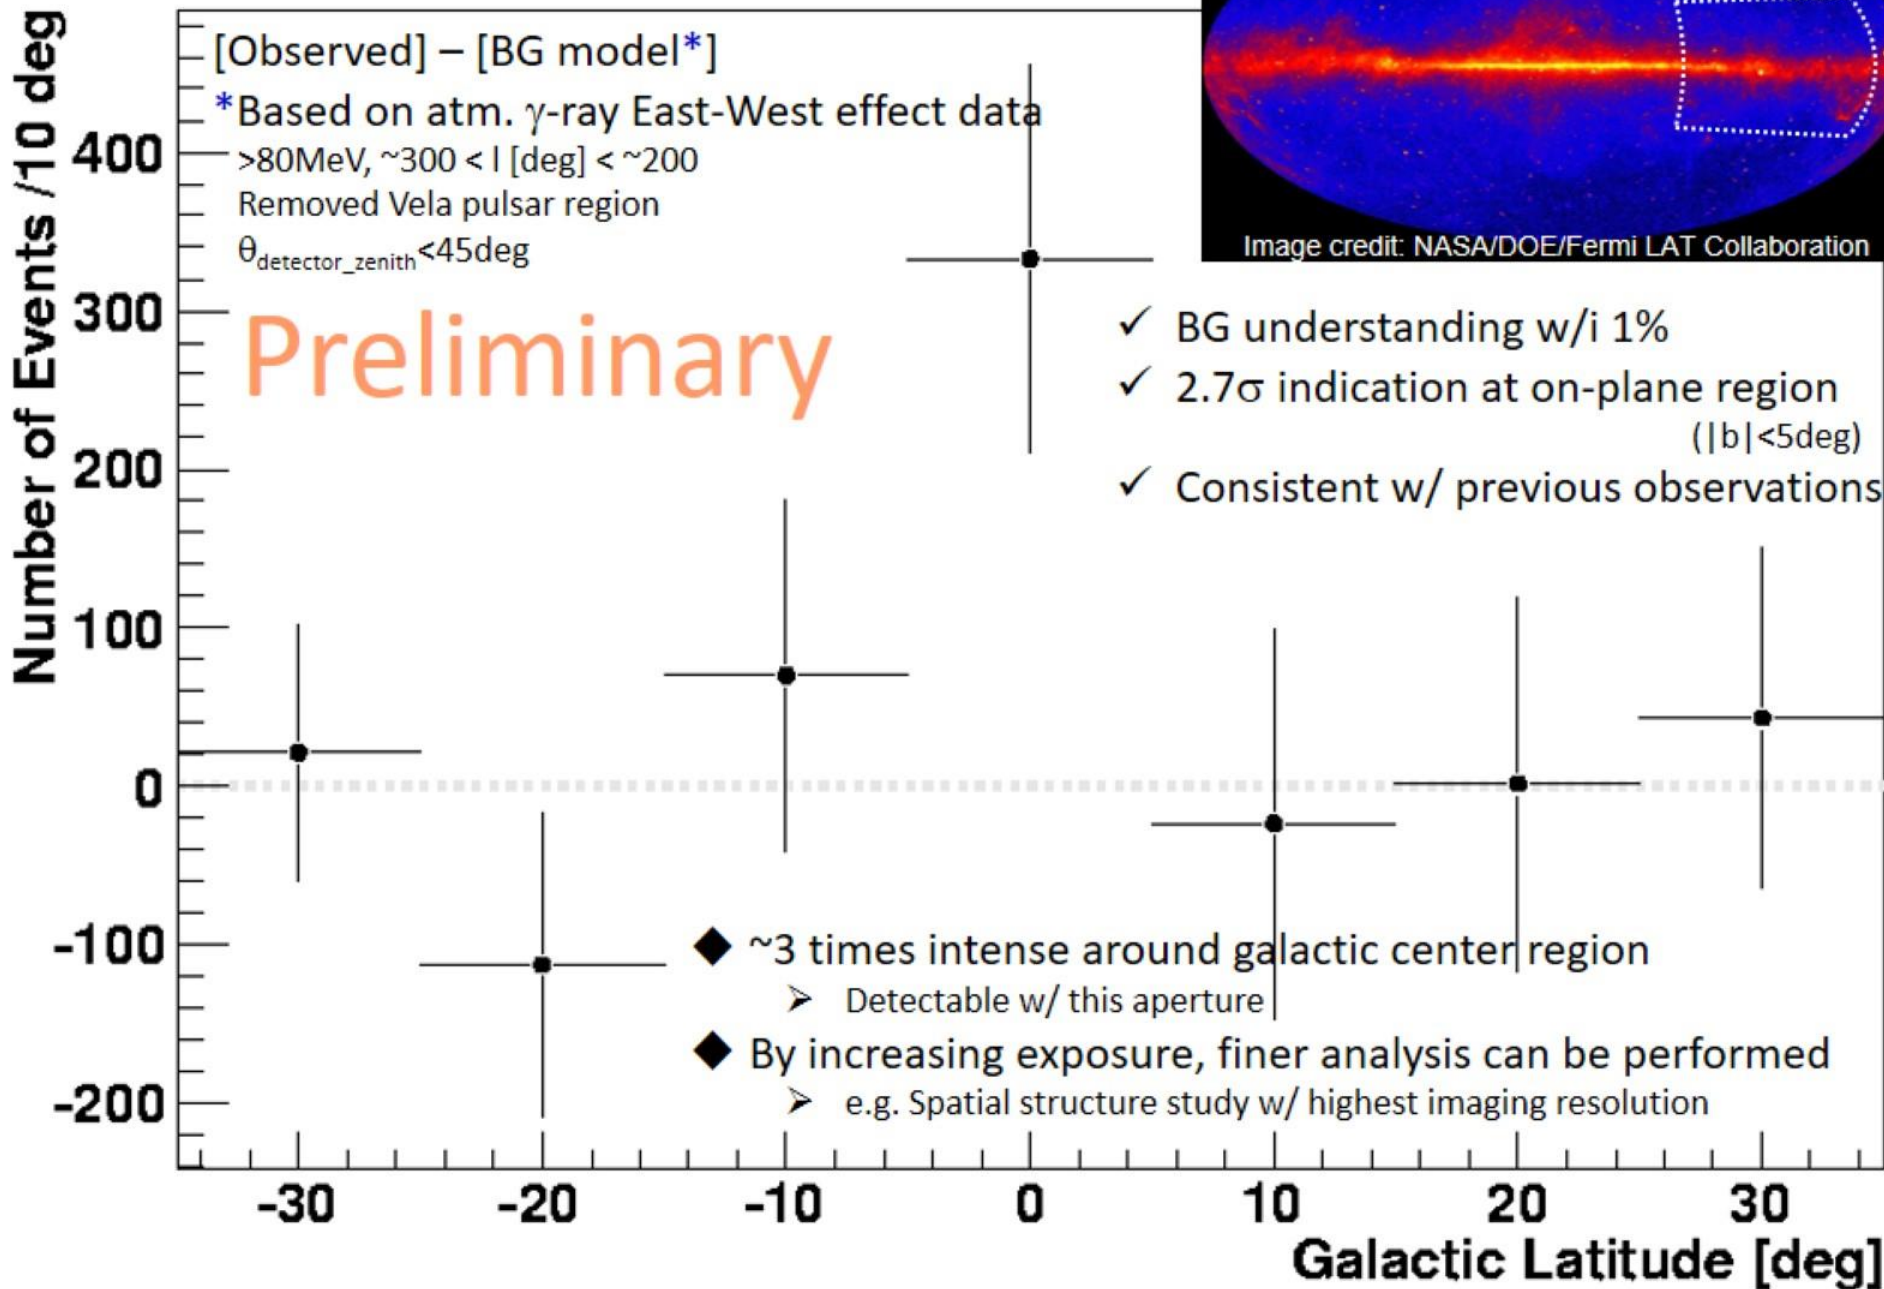 Number of Events /10 deg
400
300
200
100
0
-100
-200
[Observed] – [BG model*]
*Based on atm. γ-ray East-West effect data
>80MeV, ~300 < l [deg] < ~200
Removed Vela pulsar region
θdetector_zenith<45deg
Preliminary
Image credit: NASA/DOE/Fermi LAT Collaboration
✓ BG understanding w/i 1%
✓ 2.7σ indication at on-plane region
(|b|<5deg)
✓ Consistent w/ previous observations
◆ ~3 times intense around galactic center region
➢ Detectable w/ this aperture
◆ By increasing exposure, finer analysis can be performed
➢ e.g. Spatial structure study w/ highest imaging resolution
-30 -20 -10 0 10 20 30
Galactic Latitude [deg]